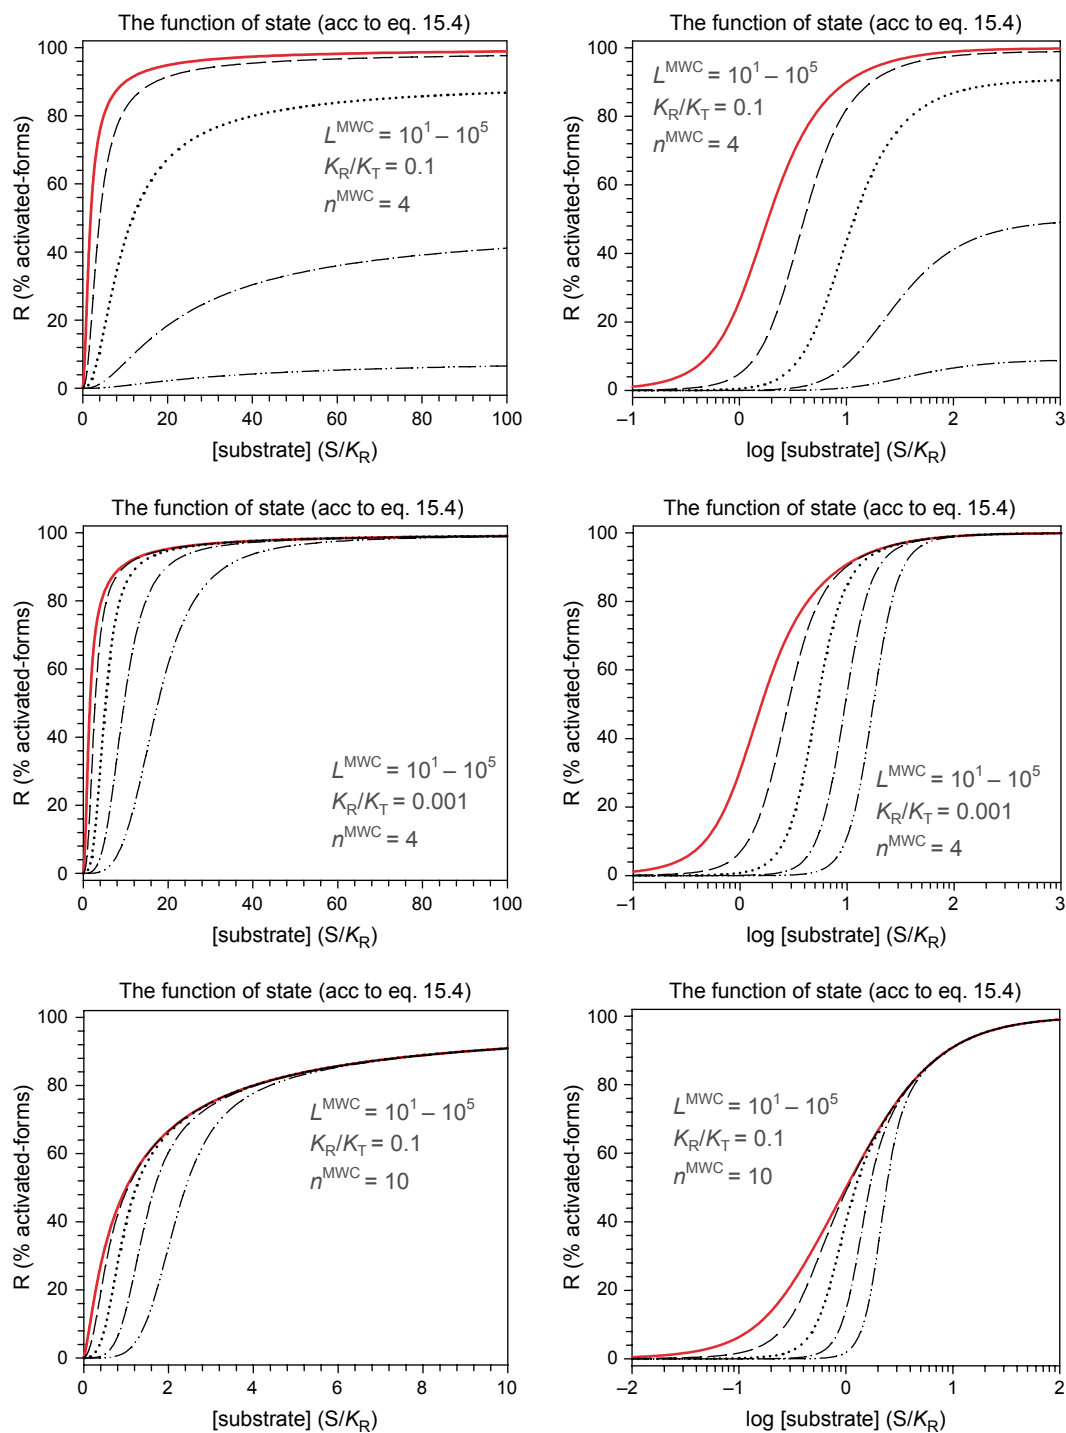 The function of state (acc to eq. 15.4)
100
80
60
40
20
0
R (% activated-forms)
L^MWC = 10^1 – 10^5
K_R/K_T = 0.1
n^MWC = 4
0 20 40 60 80 100
[substrate] (S/K_R)
The function of state (acc to eq. 15.4)
100
80
60
40
20
0
R (% activated-forms)
L^MWC = 10^1 – 10^5
K_R/K_T = 0.1
n^MWC = 4
–1 0 1 2 3
log [substrate] (S/K_R)
The function of state (acc to eq. 15.4)
100
80
60
40
20
0
R (% activated-forms)
L^MWC = 10^1 – 10^5
K_R/K_T = 0.001
n^MWC = 4
0 20 40 60 80 100
[substrate] (S/K_R)
The function of state (acc to eq. 15.4)
100
80
60
40
20
0
R (% activated-forms)
L^MWC = 10^1 – 10^5
K_R/K_T = 0.001
n^MWC = 4
–1 0 1 2 3
log [substrate] (S/K_R)
The function of state (acc to eq. 15.4)
100
80
60
40
20
0
R (% activated-forms)
L^MWC = 10^1 – 10^5
K_R/K_T = 0.1
n^MWC = 10
0 2 4 6 8 10
[substrate] (S/K_R)
The function of state (acc to eq. 15.4)
100
80
60
40
20
0
R (% activated-forms)
L^MWC = 10^1 – 10^5
K_R/K_T = 0.1
n^MWC = 10
–2 –1 0 1 2
log [substrate] (S/K_R)